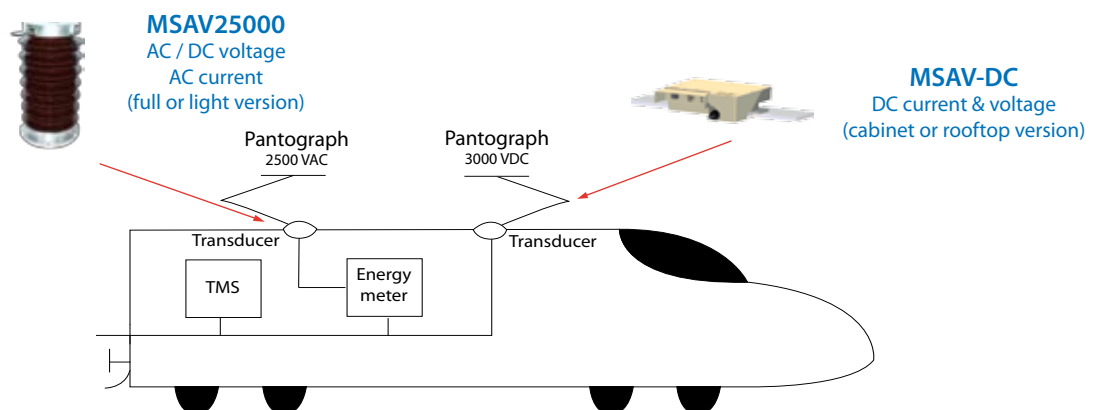 MSAV25000
AC / DC voltage
AC current
(full or light version)
MSAV-DC
DC current & voltage
(cabinet or rooftop version)
Pantograph
2500 VAC
Pantograph
3000 VDC
Transducer
Transducer
TMS
Energy
meter